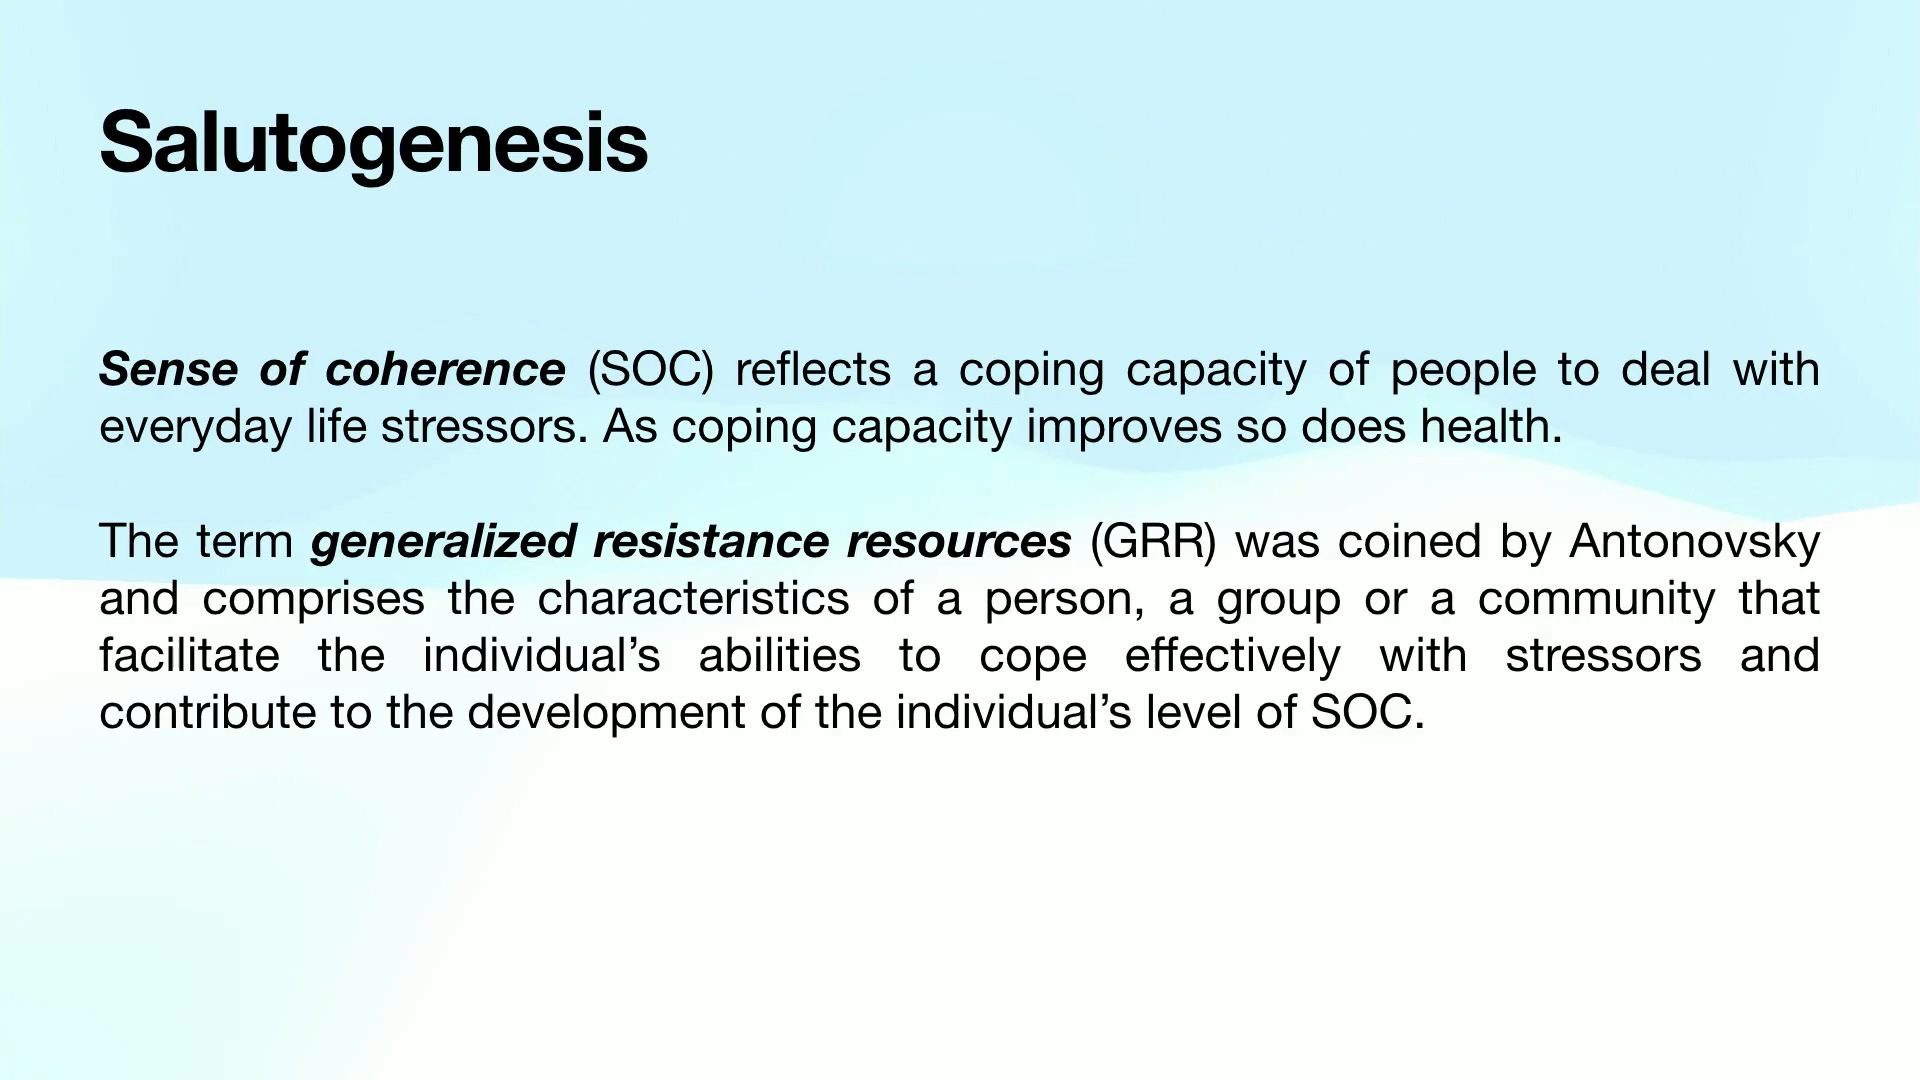 Salutogenesis
Sense of coherence (SOC) reflects a coping capacity of people to deal with
everyday life stressors. As coping capacity improves so does health.
The term generalized resistance resources (GRR) was coined by Antonovsky
and comprises the characteristics of a person, a group or a community that
facilitate the individual’s abilities to cope effectively with stressors and
contribute to the development of the individual’s level of SOC.